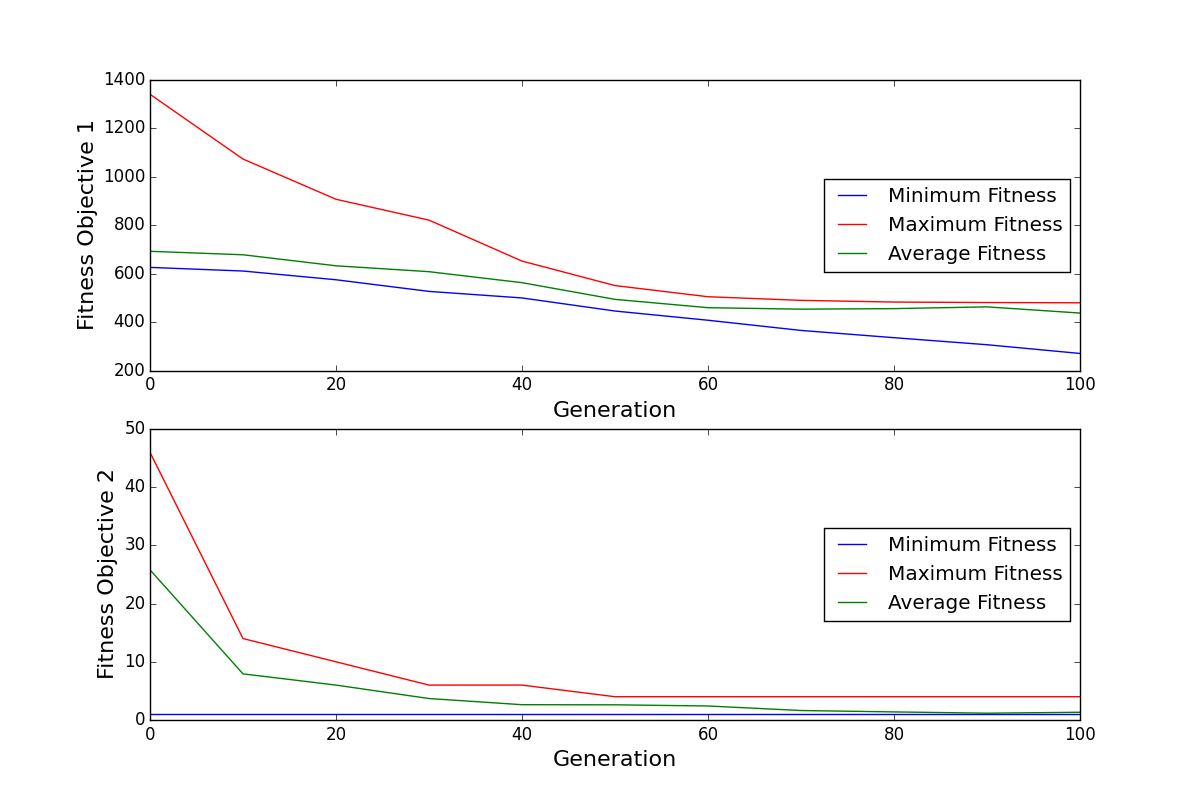 1400
1200
1000
800
600
400
200
Fitness Objective 1
Minimum Fitness
Maximum Fitness
Average Fitness
0 20 40 60 80 100
Generation
50
40
30
20
10
0
Fitness Objective 2
Minimum Fitness
Maximum Fitness
Average Fitness
0 20 40 60 80 100
Generation